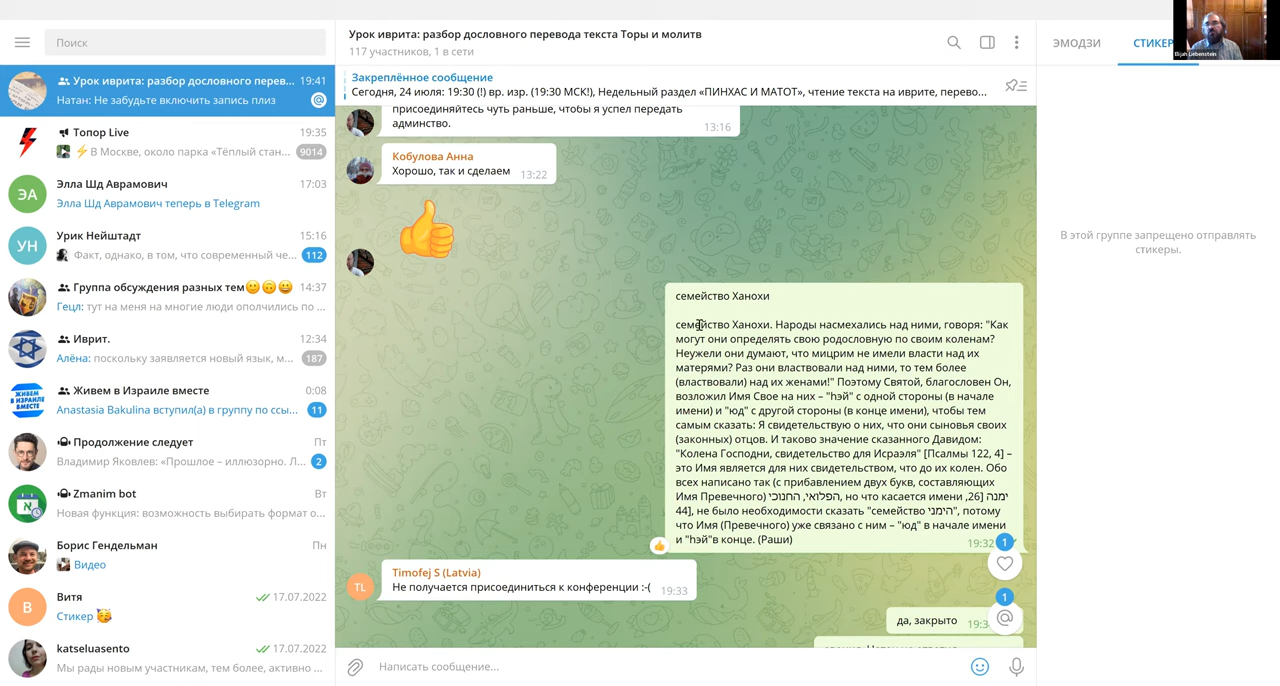 Поиск
Урок иврита: разбор дословного перев... 19:41
Натан: Не забудьте включить запись плиз
Топор Live 19:35
⚡В Москве, около парка «Тёплый стан... 9014
ЭА
Элла Шд Аврамович 17:03
Элла Шд Аврамович теперь в Telegram
УН
Урик Нейштадт 15:16
Факт, однако, в том, что современный че... 112
Группа обсуждения разных тем🙂🙃😀 14:37
Гецл: тут на меня на многие люди ополчились по ...
Иврит. 12:34
Алёна: поскольку заявляется новый язык, м... 187
ЖИВЕМ В ИЗРАИЛЕ ВМЕСТЕ
Живем в Израиле вместе 0:08
Anastasia Bakulina вступил(а) в группу по ссы... 11
Продолжение следует Пт
Владимир Яковлев: «Прошлое – иллюзорно. Л... 2
Zmanim bot Вт
Новая функция: возможность выбирать формат о...
Борис Гендельман Пн
Видео
В
Витя 17.07.2022
Стикер 🥳
katseluasento 17.07.2022
Мы рады новым участникам, тем более, активно ...
Урок иврита: разбор дословного перевода текста Торы и молитв
117 участников, 1 в сети
Закреплённое сообщение
Сегодня, 24 июля: 19:30 (!) вр. изр. (19:30 МСК!), Недельный раздел «ПИНХАС И МАТОТ», чтение текста на иврите, перево...
присоединяйтесь чуть раньше, чтобы я успел передать
админство. 13:16
Кобулова Анна
Хорошо, так и сделаем 13:22
семейство Ханохи
семейство Ханохи. Народы насмехались над ними, говоря: "Как
могут они определять свою родословную по своим коленам?
Неужели они думают, что мицрим не имели власти над их
матерями? Раз они властвовали над ними, то тем более
(властвовали) над их женами!" Поэтому Святой, благословен Он,
возложил Имя Свое на них – "hэй" с одной стороны (в начале
имени) и "юд" с другой стороны (в конце имени), чтобы тем
самым сказать: Я свидетельствую о них, что они сыновья своих
(законных) отцов. И таково значение сказанного Давидом:
"Колена Господни, свидетельство для Исраэля" [Псалмы 122, 4] –
это Имя является для них свидетельством, что до их колен. Обо
всех написано так (с прибавлением двух букв, составляющих
Имя Превечного) הפלואי, החנוכי, но что касается имени ימנה [26,
44], не было необходимости сказать "семейство הימני", потому
что Имя (Превечного) уже связано с ним – "юд" в начале имени
и "hэй"в конце. (Раши) 19:32
1
TL
Timofej S (Latvia)
Не получается присоединиться к конференции :-( 19:33
1
да, закрыто
Написать сообщение...
ЭМОДЗИ
Elijah Liebenstein
В этой группе запрещено отправлять
стикеры.